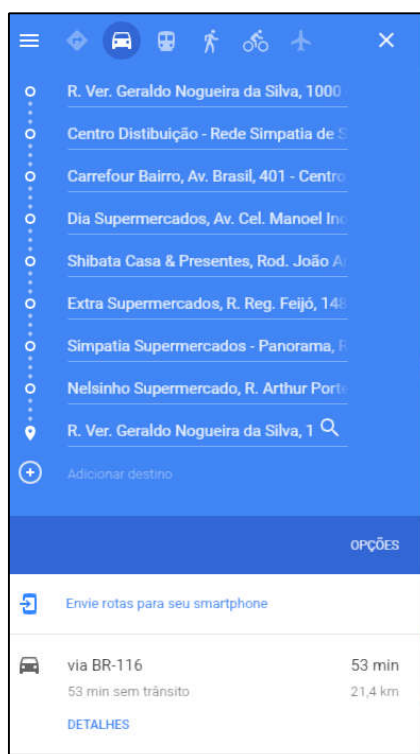 R. Ver. Geraldo Nogueira da Silva, 1000
Centro Distibuição - Rede Simpatia de S
Carrefour Bairro, Av. Brasil, 401 - Centro
Dia Supermercados, Av. Cel. Manoel Ino
Shibata Casa & Presentes, Rod. João A
Extra Supermercados, R. Reg. Feijó, 148
Simpatia Supermercados - Panorama, R
Nelsinho Supermercado, R. Arthur Porte
R. Ver. Geraldo Nogueira da Silva, 1
Adicionar destino
OPÇÕES
Envie rotas para seu smartphone
via BR-116 53 min
53 min sem trânsito 21,4 km
DETALHES